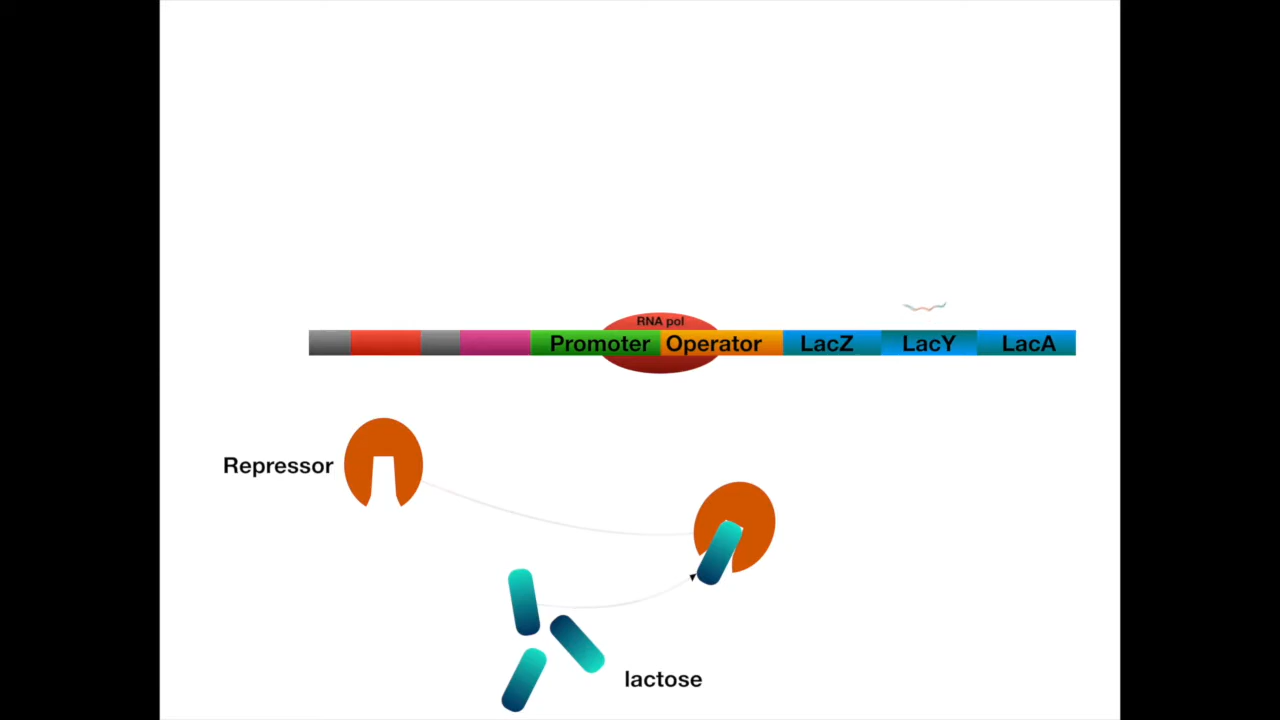 RNA pol
Promoter Operator LacZ LacY LacA
Repressor
lactose